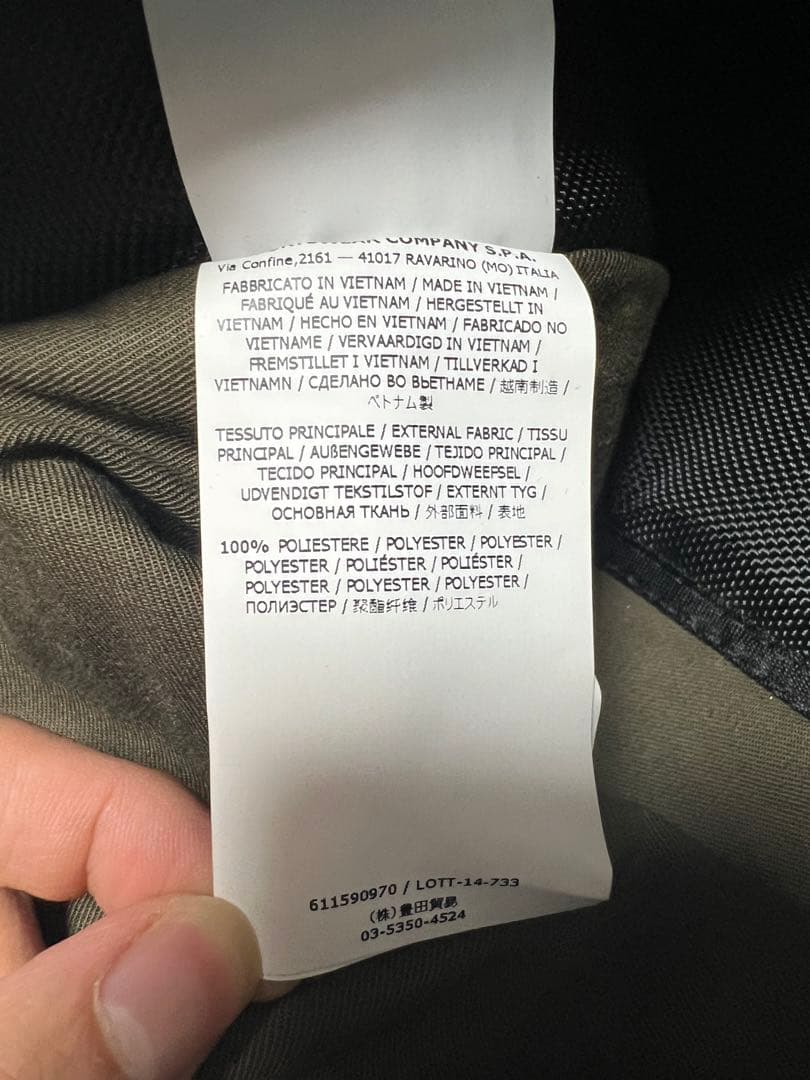 COMPANY S.P.A.
Via Confine,2161 — 41017 RAVARINO (MO) ITALIA
FABBRICATO IN VIETNAM / MADE IN VIETNAM /
FABRIQUÉ AU VIETNAM / HERGESTELLT IN
VIETNAM / HECHO EN VIETNAM / FABRICADO NO
VIETNAME / VERVAARDIGD IN VIETNAM /
FREMSTILLET I VIETNAM / TILLVERKAD I
VIETNAMN / СДЕЛАНО ВО ВЬЕТНАМЕ / 越南制造 /
ベトナム製
TESSUTO PRINCIPALE / EXTERNAL FABRIC / TISSU
PRINCIPAL / AUßENGEWEBE / TEJIDO PRINCIPAL /
TECIDO PRINCIPAL / HOOFDWEEFSEL /
UDVENDIGT TEKSTILSTOF / EXTERNT TYG /
ОСНОВНАЯ ТКАНЬ / 外部面料 / 表地
100% POLIESTERE / POLYESTER / POLYESTER /
POLYESTER / POLIÉSTER / POLIÉSTER /
POLYESTER / POLYESTER / POLYESTER /
ПОЛИЭСТЕР / 聚酯纤维 / ポリエステル
611590970 / LOTT-14-733
(株)豊田貿易
03-5350-4524